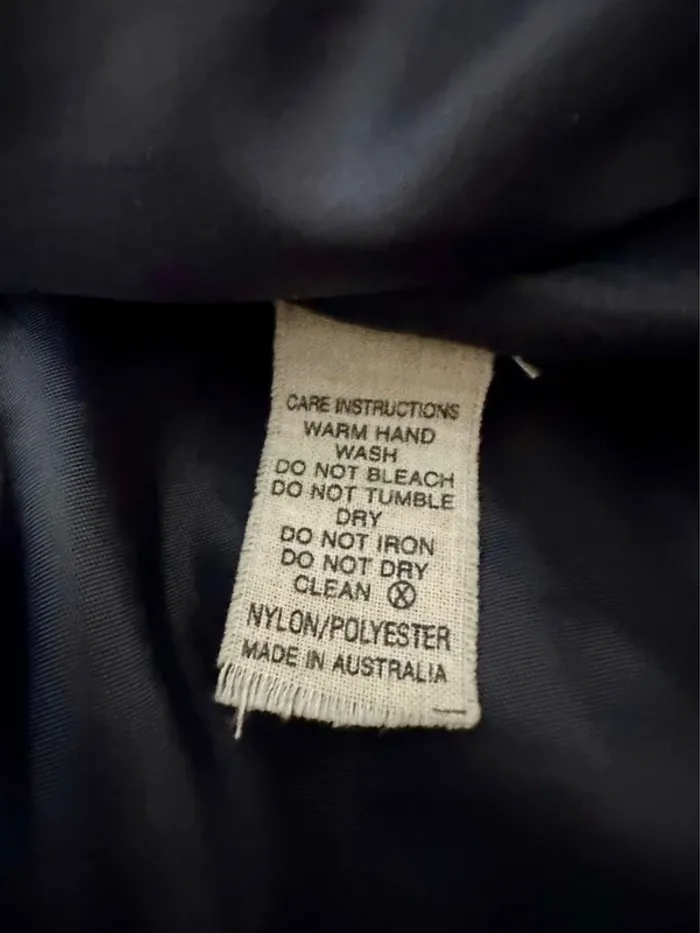 CARE INSTRUCTIONS
WARM HAND
WASH
DO NOT BLEACH
DO NOT TUMBLE
DRY
DO NOT IRON
DO NOT DRY
CLEAN Ⓧ
NYLON/POLYESTER
MADE IN AUSTRALIA